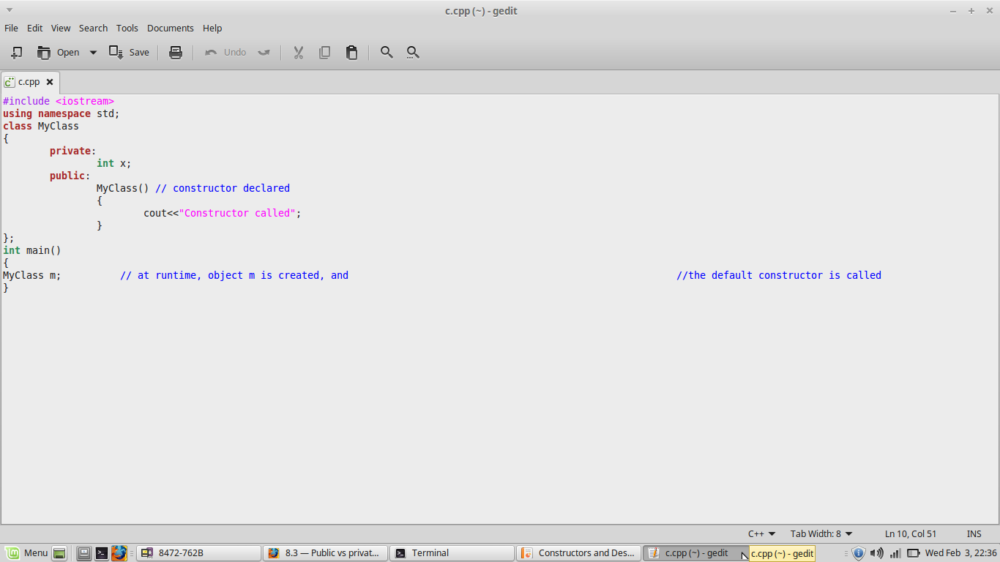 c.cpp (~) - gedit
File Edit View Search Tools Documents Help
Open Save Undo
c.cpp
#include <iostream>
using namespace std;
class MyClass
{
private:
int x;
public:
MyClass() // constructor declared
{
cout<<"Constructor called";
}
};
int main()
{
MyClass m; // at runtime, object m is created, and //the default constructor is called
}
C++ Tab Width: 8 Ln 10, Col 51 INS
Menu 8472-762B 8.3 — Public vs privat... Terminal Constructors and Des... c.cpp (~) - gedit c.cpp (~) - gedit Wed Feb 3, 22:36